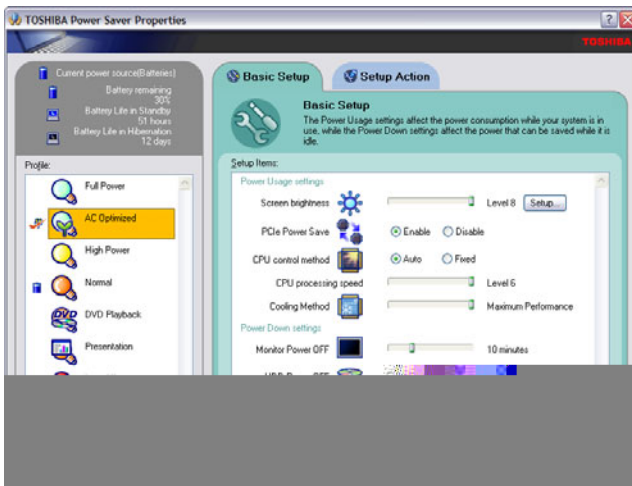 TOSHIBA Power Saver Properties
TOSHIBA
Current power source(Batteries)
Battery remaining
30%
Battery Life in Standby
51 hours
Battery Life in Hibernation
12 days
Profile:
Full Power
AC Optimized
High Power
Normal
DVD Playback
Presentation
Basic Setup
Setup Action
Basic Setup
The Power Usage settings affect the power consumption while your system is
in use, while the Power Down settings affect the power that can be saved while it is
idle.
Setup Items:
Power Usage settings
Screen brightness Level 8 Setup...
PCIe Power Save Enable Disable
CPU control method Auto Fixed
CPU processing speed Level 6
Cooling Method Maximum Performance
Power Down settings
Monitor Power OFF 10 minutes